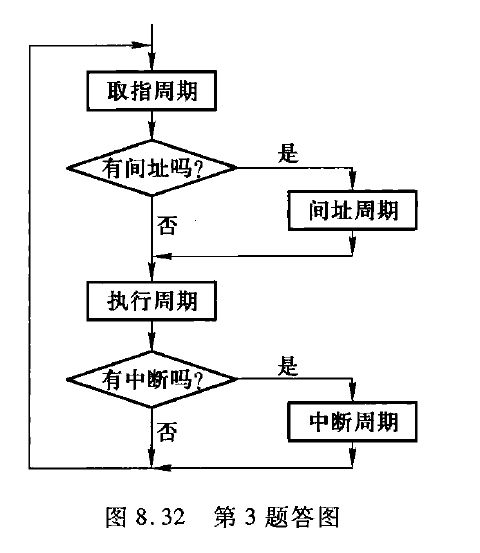 取指周期
有间址吗?
是
间址周期
否
执行周期
有中断吗?
是
中断周期
否
图 8.32 第 3 题答图